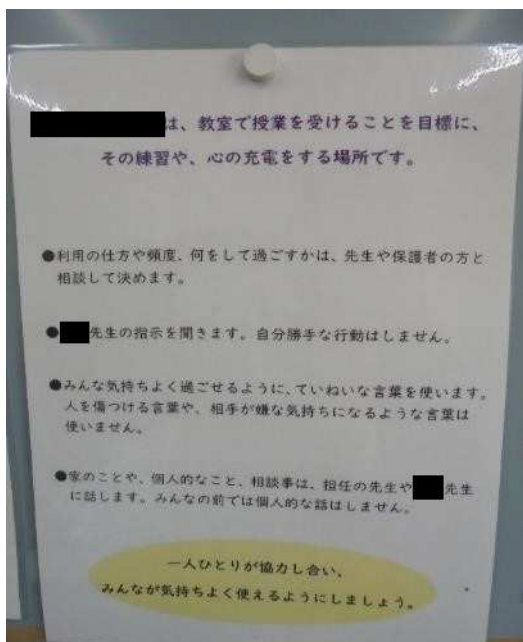 は、教室で授業を受けることを目標に、
その練習や、心の充電をする場所です。
●利用の仕方や頻度、何をして過ごすかは、先生や保護者の方と
相談して決めます。
●先生の指示を聞きます。自分勝手な行動はしません。
●みんな気持ちよく過ごせるように、ていねいな言葉を使います。
人を傷つける言葉や、相手が嫌な気持ちになるような言葉は
使いません。
●家のことや、個人的なこと、相談事は、担任の先生や先生
に話します。みんなの前では個人的な話はしません。
一人ひとりが協力し合い、
みんなが気持ちよく使えるようにしましょう。